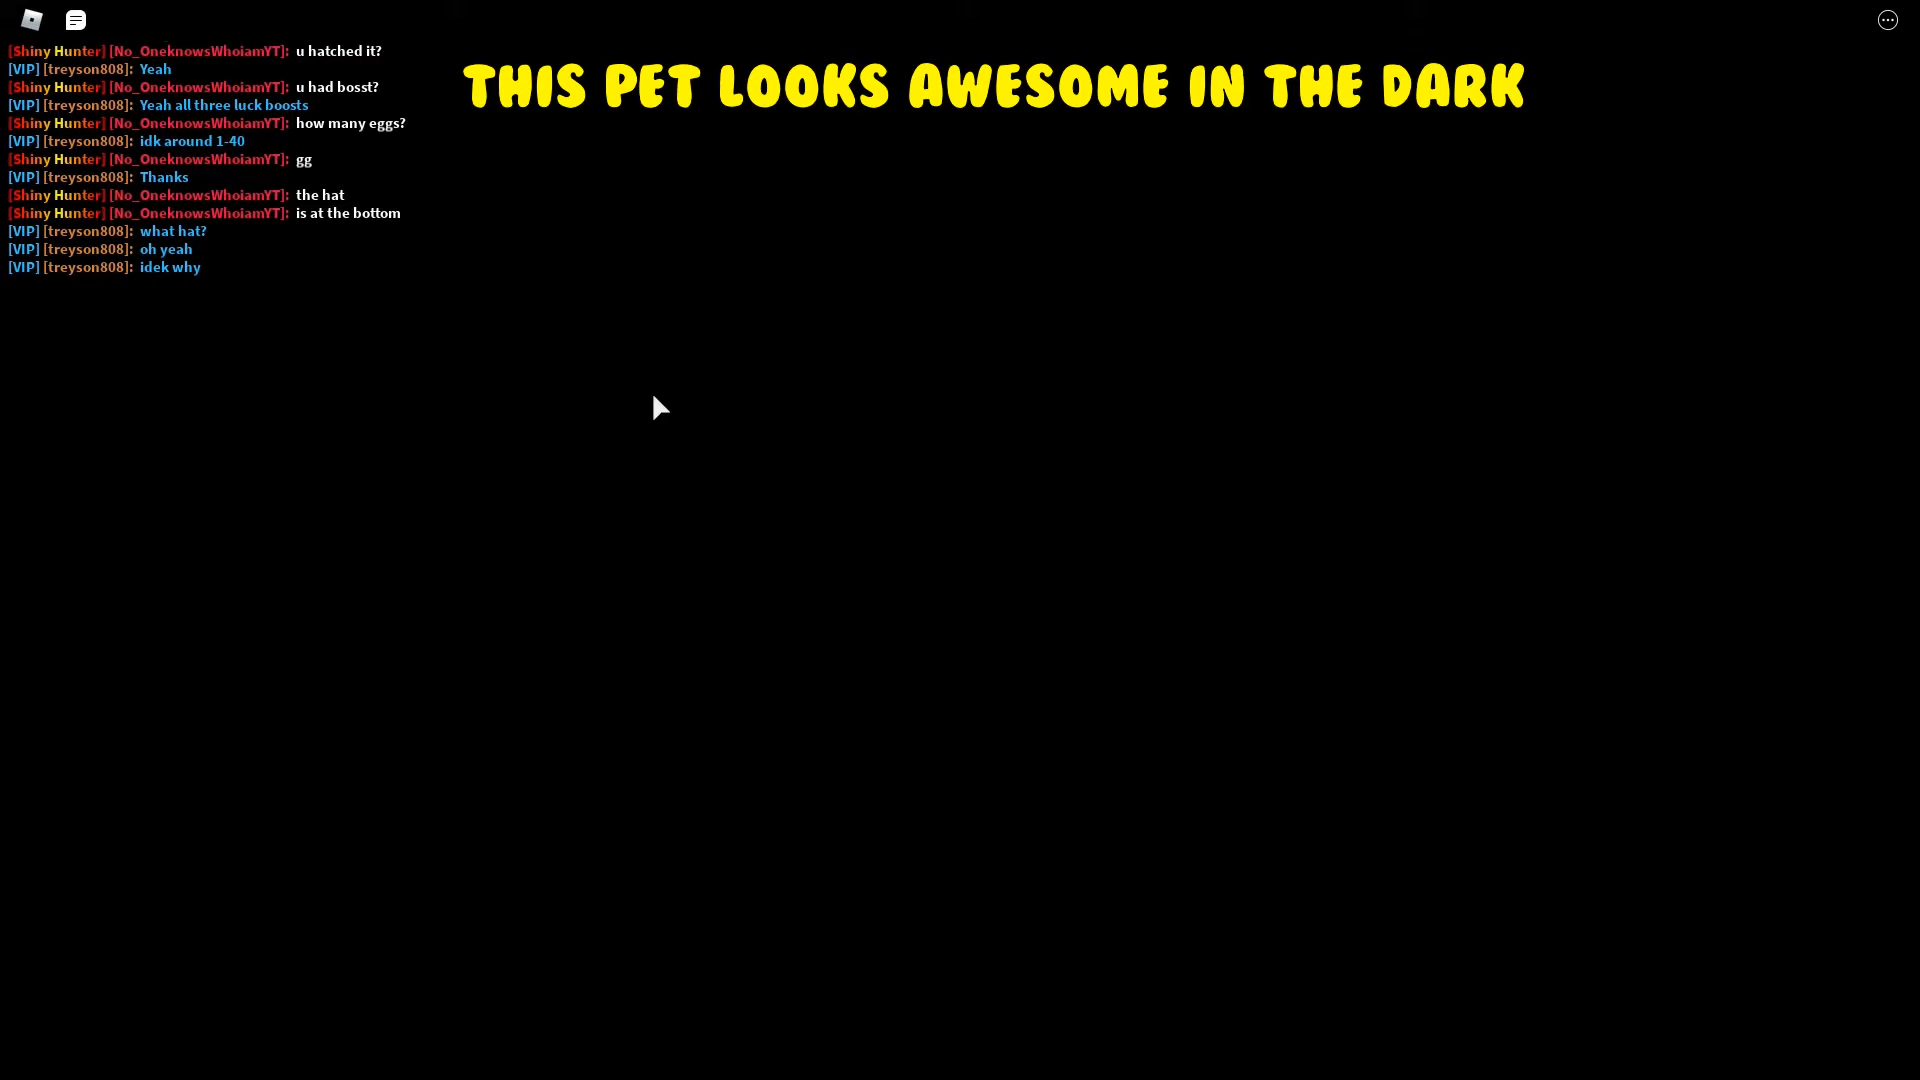 [Shiny Hunter] [No_OneknowsWhoiamYT]: u hatched it?
[VIP] [treyson808]: Yeah
[Shiny Hunter] [No_OneknowsWhoiamYT]: u had bosst?
[VIP] [treyson808]: Yeah all three luck boosts
[Shiny Hunter] [No_OneknowsWhoiamYT]: how many eggs?
[VIP] [treyson808]: idk around 1-40
[Shiny Hunter] [No_OneknowsWhoiamYT]: gg
[VIP] [treyson808]: Thanks
[Shiny Hunter] [No_OneknowsWhoiamYT]: the hat
[Shiny Hunter] [No_OneknowsWhoiamYT]: is at the bottom
[VIP] [treyson808]: what hat?
[VIP] [treyson808]: oh yeah
[VIP] [treyson808]: idek why
THIS PET LOOKS AWESOME IN THE DARK